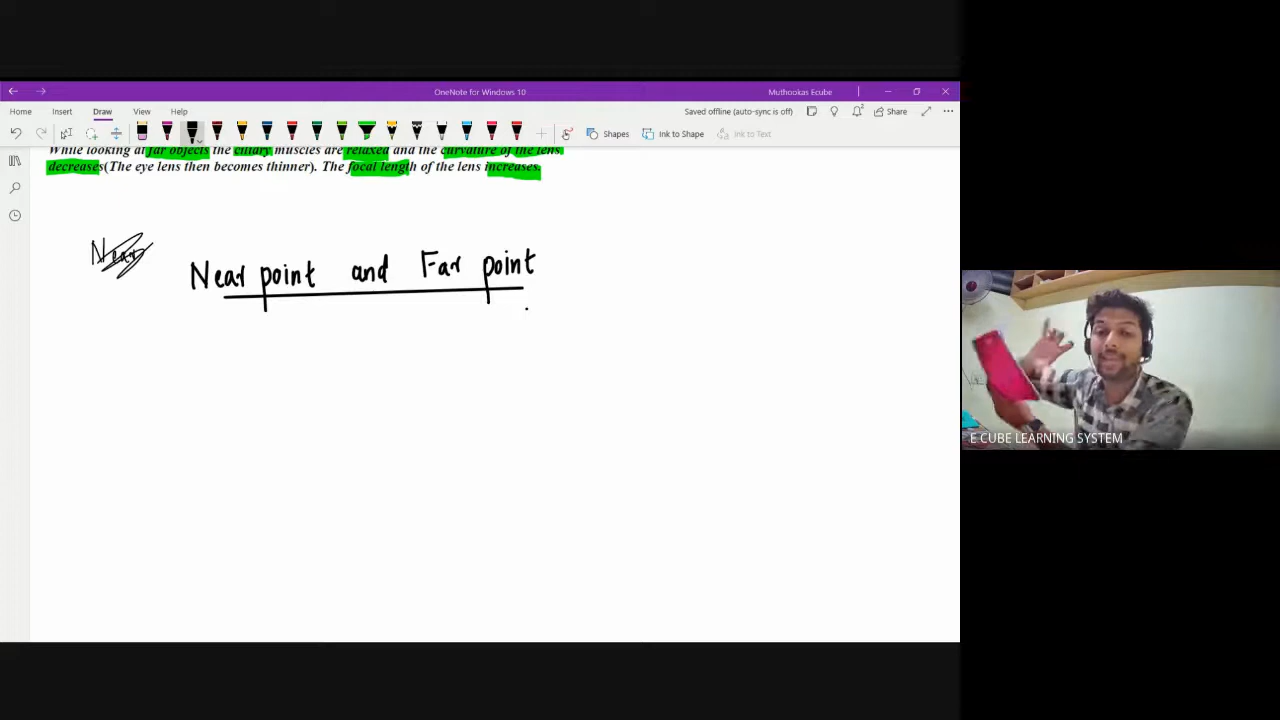 OneNote for Windows 10
Muthookas Ecube
Home Insert Draw View Help
Saved offline (auto-sync is off)
Share
Shapes
Ink to Shape
Ink to Text
While looking at far objects the ciliary muscles are relaxed and the curvature of the lens
decreases(The eye lens then becomes thinner). The focal length of the lens increases.
Near
Near point and Far point
E CUBE LEARNING SYSTEM